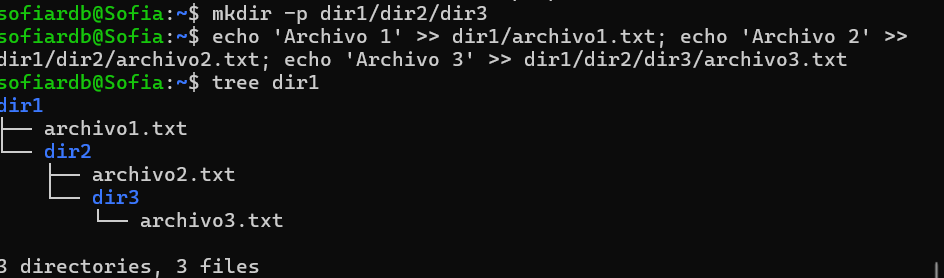 sofiardb@Sofia:~$ mkdir -p dir1/dir2/dir3
sofiardb@Sofia:~$ echo 'Archivo 1' >> dir1/archivo1.txt; echo 'Archivo 2' >>
dir1/dir2/archivo2.txt; echo 'Archivo 3' >> dir1/dir2/dir3/archivo3.txt
sofiardb@Sofia:~$ tree dir1
dir1
├── archivo1.txt
└── dir2
    ├── archivo2.txt
    └── dir3
        └── archivo3.txt
3 directories, 3 files